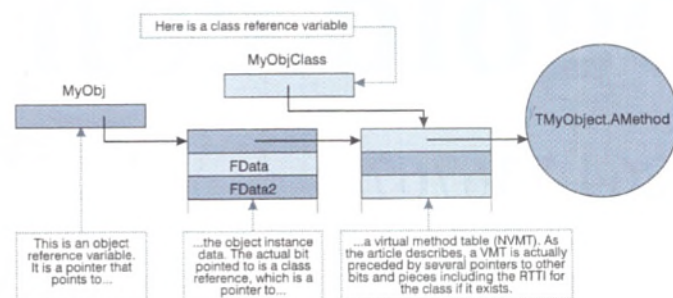 Here is a class reference variable
MyObjClass
MyObj
TMyObject.AMethod
FData
FData2
This is an object
reference variable.
It is a pointer that
points to...
...the object instance
data. The actual bit
pointed to is a class
reference, which is a
pointer to...
...a virtual method table (NVMT). As
the article describes, a VMT is actually
preceded by several pointers to other
bits and pieces including the RTTI for
the class if it exists.